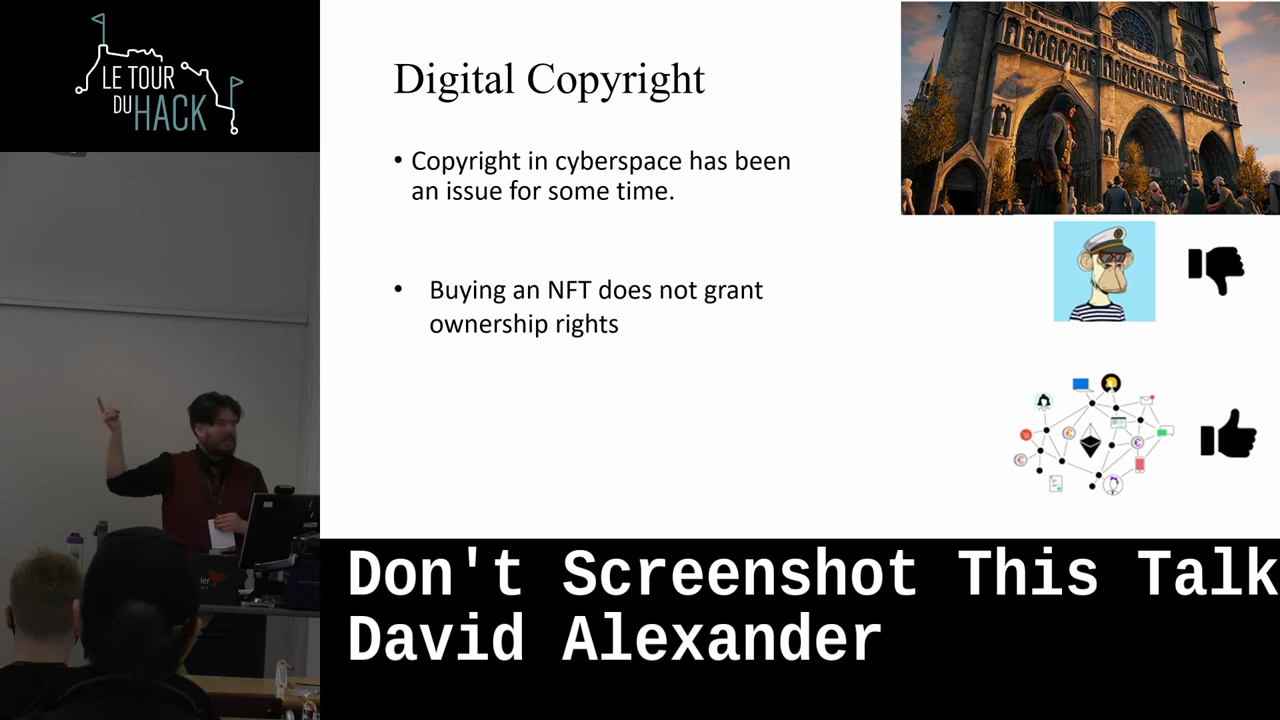 LE TOUR
DU HACK
Digital Copyright
• Copyright in cyberspace has been
an issue for some time.
• Buying an NFT does not grant
ownership rights
Don't Screenshot This Talk
David Alexander